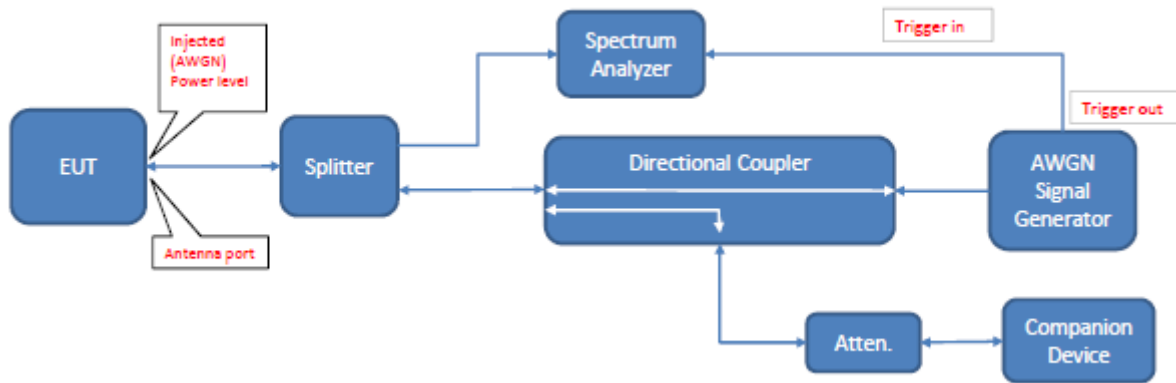 Injected
(AWGN)
Power level
Spectrum
Analyzer
Trigger in
Trigger out
EUT
Splitter
Directional Coupler
AWGN
Signal
Generator
Antenna port
Atten.
Companion
Device